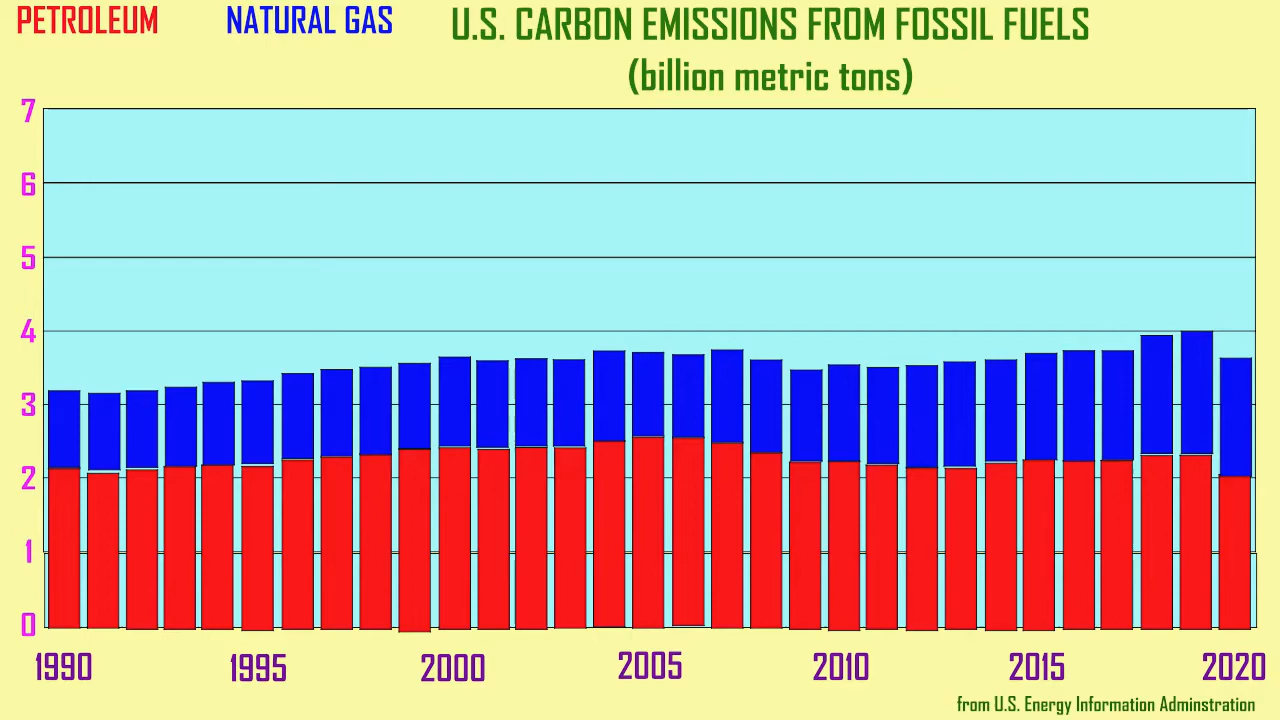 PETROLEUM NATURAL GAS U.S. CARBON EMISSIONS FROM FOSSIL FUELS
(billion metric tons)
7
6
5
4
3
2
1
0
1990 1995 2000 2005 2010 2015 2020
from U.S. Energy Information Adminstration